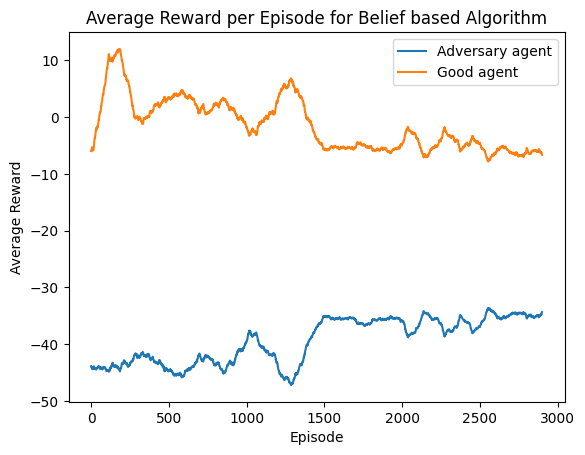 Average Reward per Episode for Belief based Algorithm
Adversary agent
Good agent
Average Reward
10
0
−10
−20
−30
−40
−50
0
500
1000
1500
2000
2500
3000
Episode